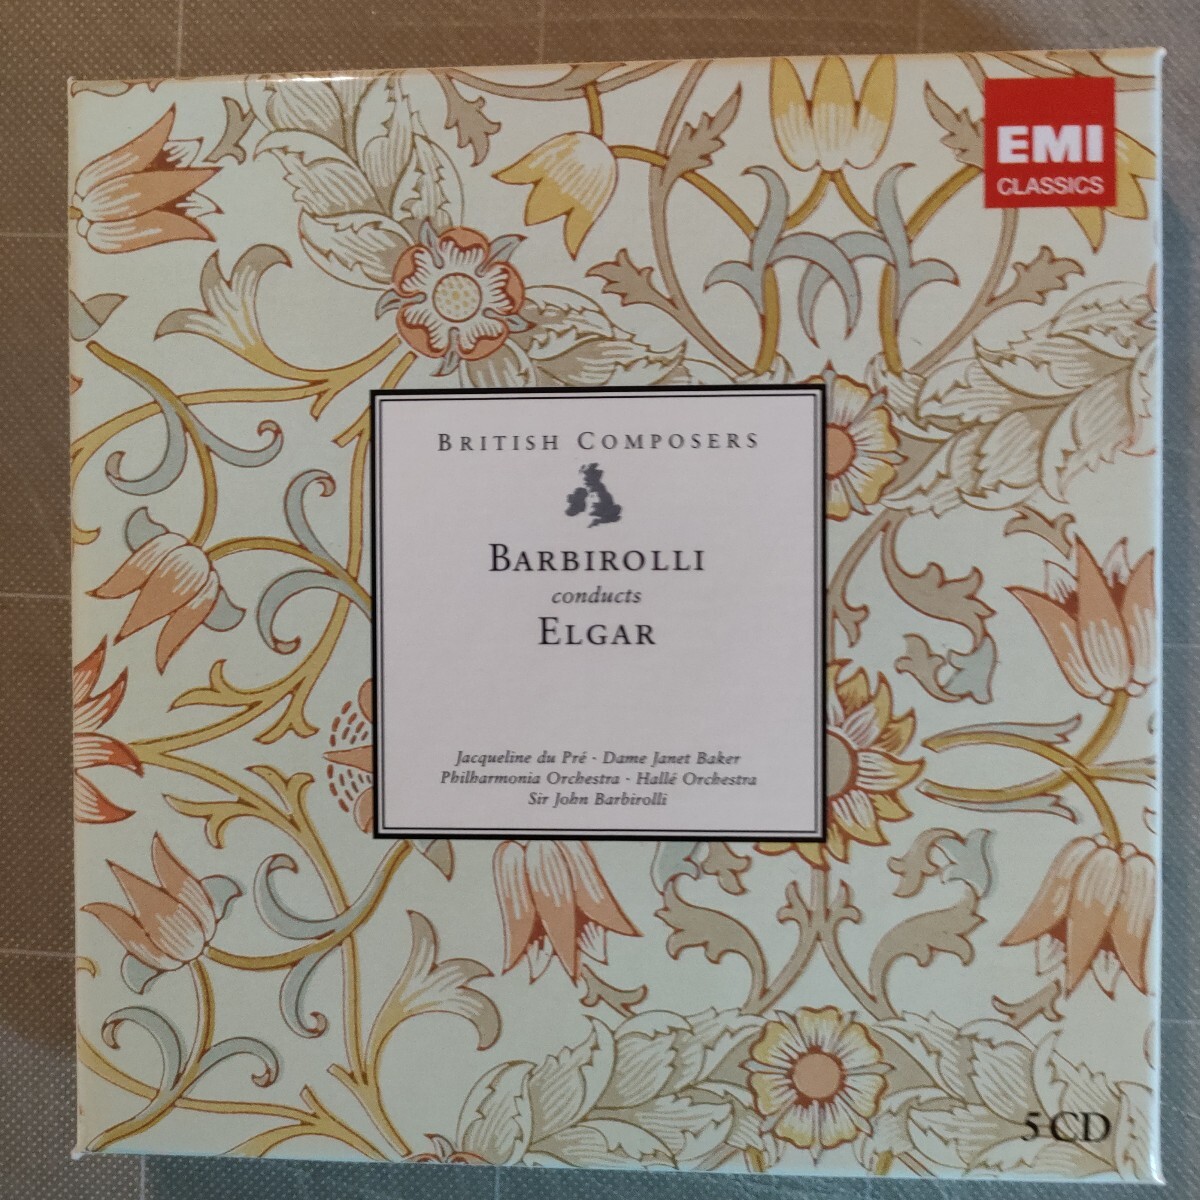 EMI
CLASSICS
BRITISH COMPOSERS
BARBIROLLI
conducts
ELGAR
Jacqueline du Pré · Dame Janet Baker
Philharmonia Orchestra · Hallé Orchestra
Sir John Barbirolli
5 CD